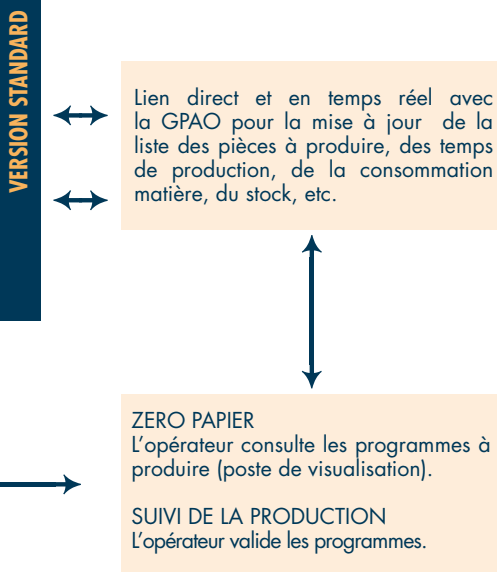 VERSION STANDARD
Lien direct et en temps réel avec
la GPAO pour la mise à jour de la
liste des pièces à produire, des temps
de production, de la consommation
matière, du stock, etc.
ZERO PAPIER
L'opérateur consulte les programmes à
produire (poste de visualisation).
SUIVI DE LA PRODUCTION
L'opérateur valide les programmes.